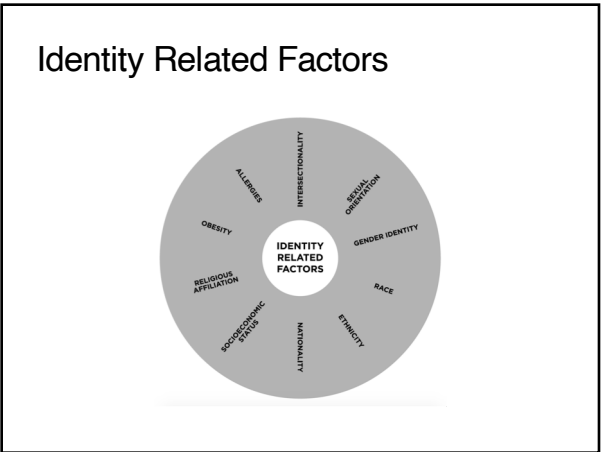 Identity Related Factors
INTERSECTIONALITY
SEXUAL
ORIENTATION
GENDER IDENTITY
RACE
ETHNICITY
NATIONALITY
SOCIOECONOMIC
STATUS
RELIGIOUS
AFFILIATION
OBESITY
ALLERGIES
IDENTITY
RELATED
FACTORS